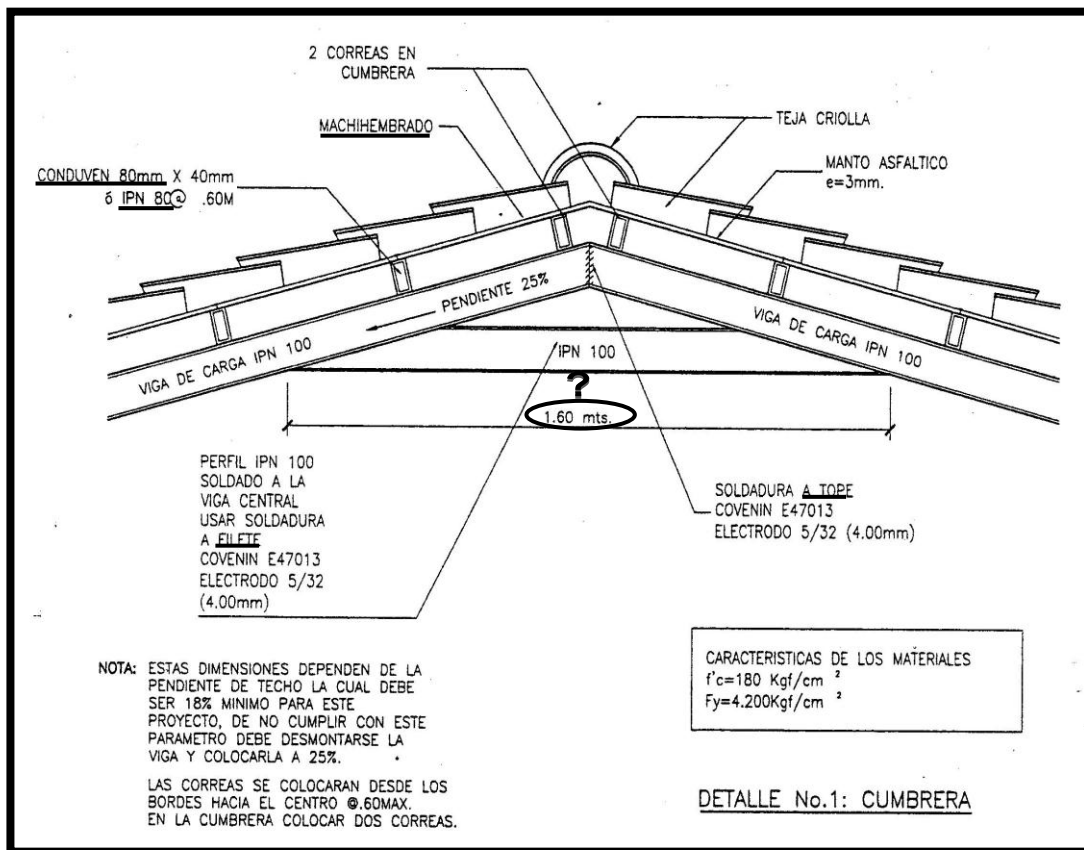 2 CORREAS EN
CUMBRERA
MACHIHEMBRADO
TEJA CRIOLLA
CONDUVEN 80mm X 40mm
ó IPN 80@ .60M
MANTO ASFALTICO
e=3mm.
PENDIENTE 25%
VIGA DE CARGA IPN 100
VIGA DE CARGA IPN 100
IPN 100
?
1.60 mts.
PERFIL IPN 100
SOLDADO A LA
VIGA CENTRAL
USAR SOLDADURA
A FILETE
COVENIN E47013
ELECTRODO 5/32
(4.00mm)
SOLDADURA A TOPE
COVENIN E47013
ELECTRODO 5/32 (4.00mm)
NOTA: ESTAS DIMENSIONES DEPENDEN DE LA
PENDIENTE DE TECHO LA CUAL DEBE
SER 18% MINIMO PARA ESTE
PROYECTO, DE NO CUMPLIR CON ESTE
PARAMETRO DEBE DESMONTARSE LA
VIGA Y COLOCARLA A 25%.
LAS CORREAS SE COLOCARAN DESDE LOS
BORDES HACIA EL CENTRO @.60MAX.
EN LA CUMBRERA COLOCAR DOS CORREAS.
CARACTERISTICAS DE LOS MATERIALES
f'c=180 Kgf/cm ²
Fy=4.200Kgf/cm ²
DETALLE No.1: CUMBRERA